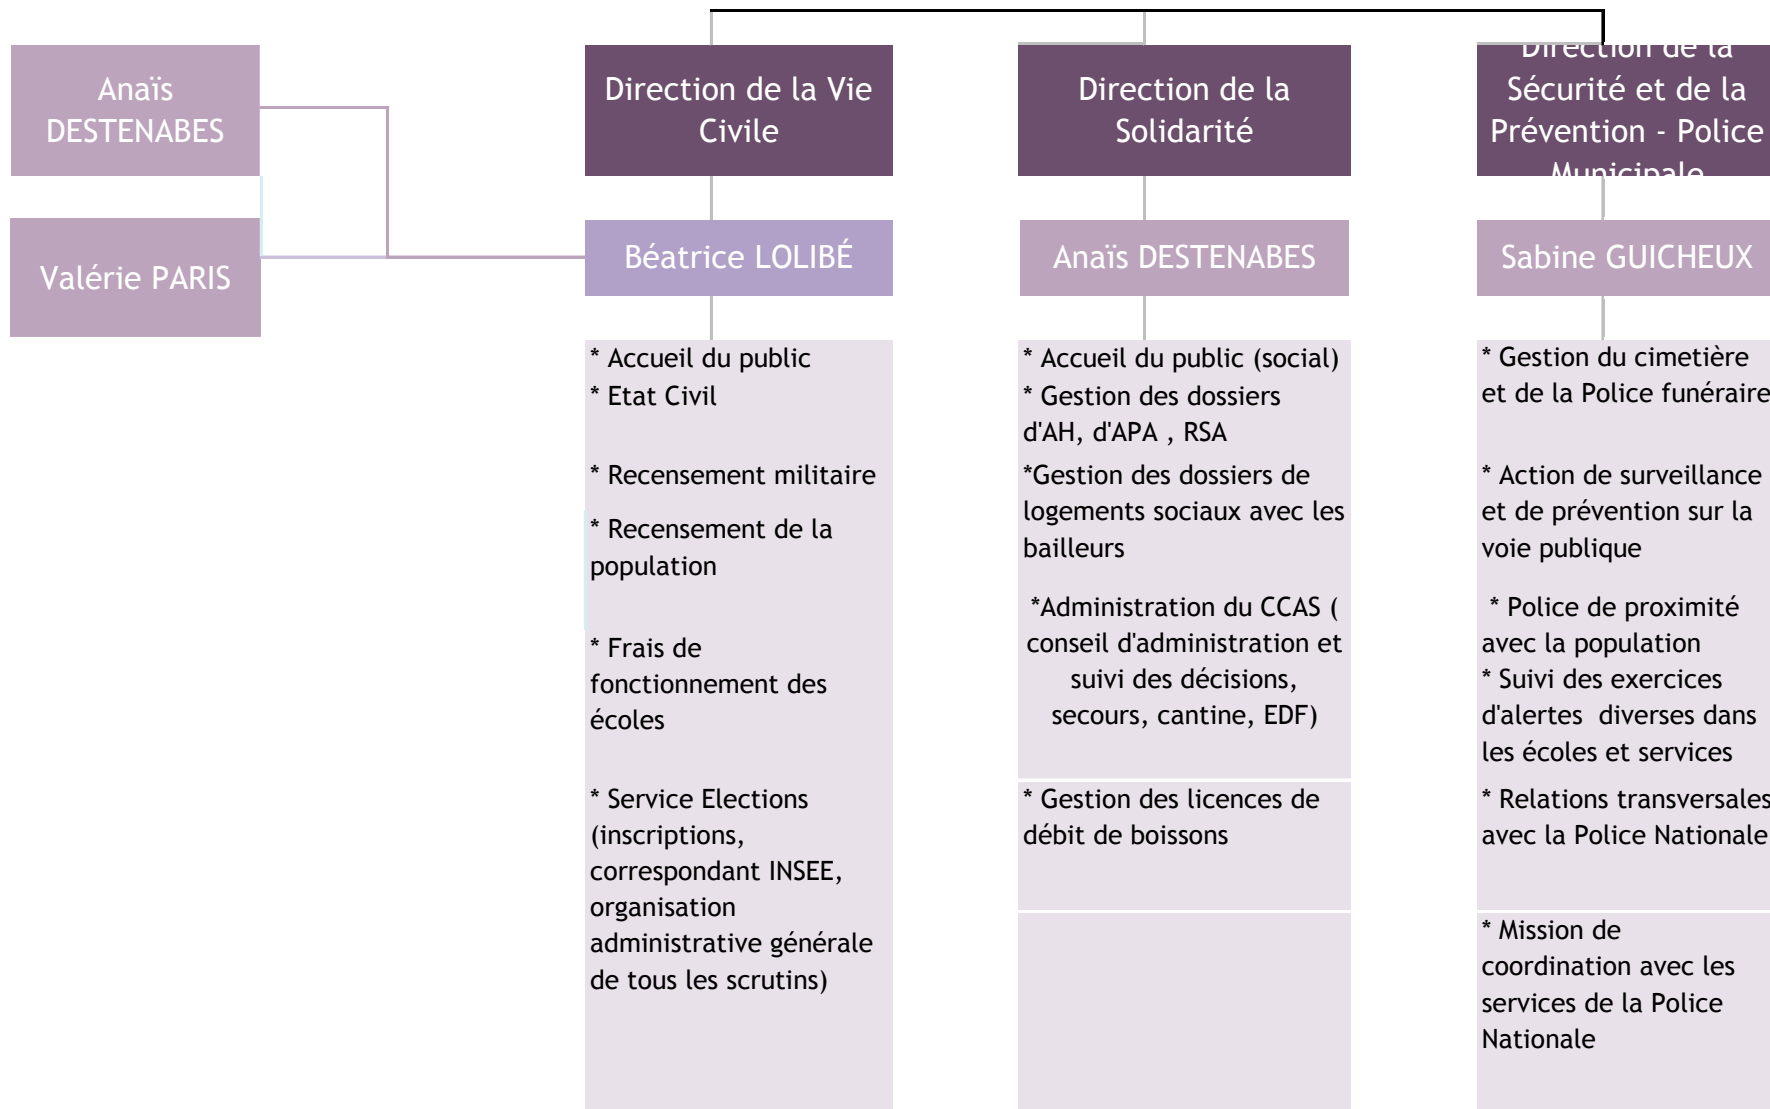 Anaïs
DESTENABES
Valérie PARIS
Direction de la Vie
Civile
Béatrice LOLIBÉ
* Accueil du public
* Etat Civil
* Recensement militaire
* Recensement de la
population
* Frais de
fonctionnement des
écoles
* Service Elections
(inscriptions,
correspondant INSEE,
organisation
administrative générale
de tous les scrutins)
Direction de la
Solidarité
Anaïs DESTENABES
* Accueil du public (social)
* Gestion des dossiers
d'AH, d'APA , RSA
*Gestion des dossiers de
logements sociaux avec les
bailleurs
*Administration du CCAS (
conseil d'administration et
suivi des décisions,
secours, cantine, EDF)
* Gestion des licences de
débit de boissons
Direction de la
Sécurité et de la
Prévention - Police
Municipale
Sabine GUICHEUX
* Gestion du cimetière
et de la Police funéraire
* Action de surveillance
et de prévention sur la
voie publique
* Police de proximité
avec la population
* Suivi des exercices
d'alertes  diverses dans
les écoles et services
* Relations transversales
avec la Police Nationale
* Mission de
coordination avec les
services de la Police
Nationale